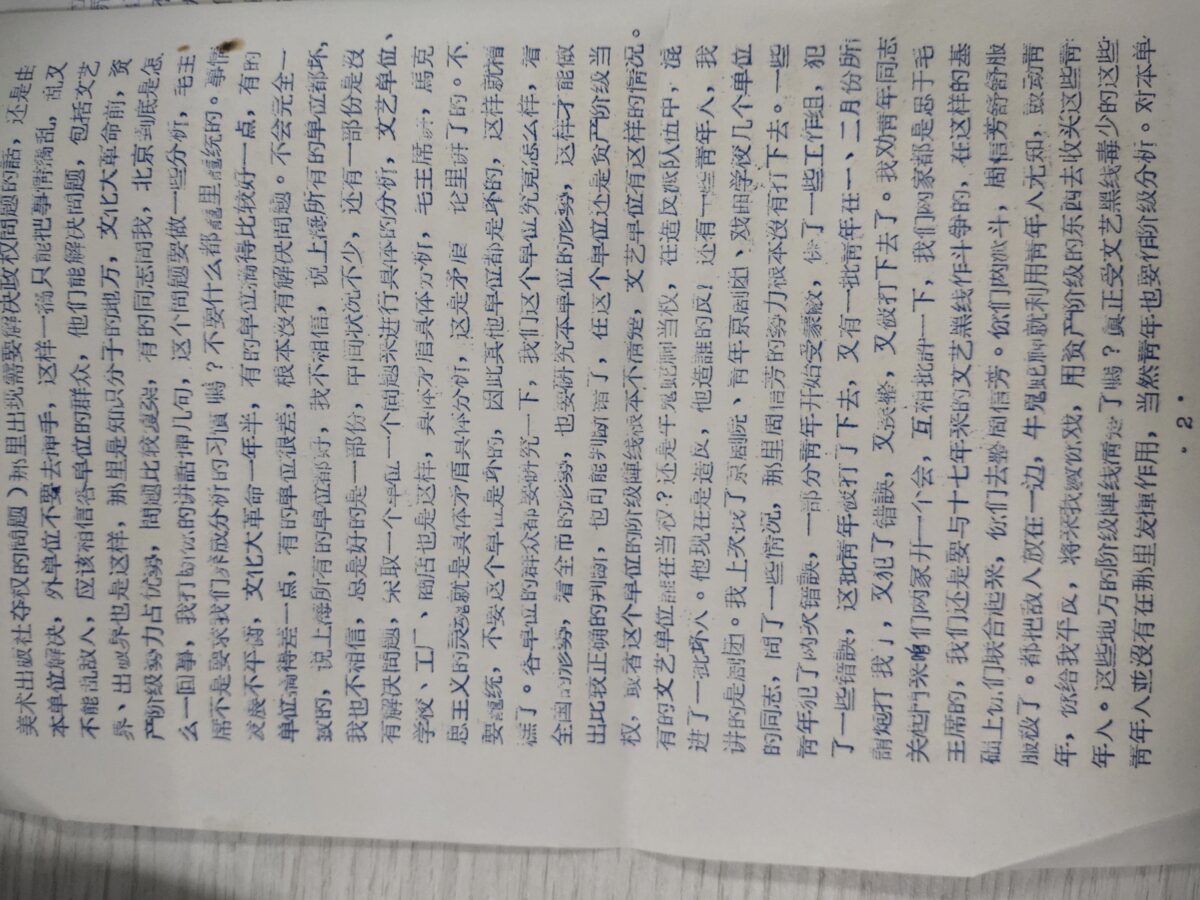 美术出版社夺权的问题）那里出现需要解决政权问题的話，还是由
本单位解决，外单位不要去伸手，这样一搞只能把事情搞乱，乱又
不能乱敌人，应该相信各单位的群众，他们能解决问题，包括文艺
界、出版界也是这样，那里是知识分子的地方，文化大革命前，资
产阶级势力占优势，問题比较复杂，有的同志問我，北京到底是怎
么一回事，我打断你的讲話伸几句，这个問题要做一些分析，毛主
席不是要求我们养成分析的习慣嗎？不要什么都籠里籠统的。事情
发展不平衡，文化大革命一年半，有的单位搞得比较好一点，有的
单位搞得差一点，有的单位很差，根本沒有解决問题。不会完全一
致的，说上海所有的单位都好，我不相信，说上海所有的单位都坏，
我也不相信，总是好的是一部份，中間状况不少，还有一部份是沒
有解决問题，采取一个单位一个問题来进行具体的分析，文艺单位、
学校、工厂、商店也是这样，具体矛盾具体分析，毛主席讲，馬克
思主义的灵魂就是具体矛盾具体分析，这是矛盾 论里讲了的。不
要籠统，不要这个单位是坏的，因此其他单位都是坏的，这样就糟
糕了。各单位的群众都要研究一下，我们这个单位究竟怎么样，看
全国的形势，看全市的形势，也要研究本单位的形势，这样才能做
出比较正确的判断，也可能判断错了，在这个单位还是资产阶级当
权，或者这个单位的阶级陣线根本不清楚，文艺单位有这样的情况。
有的文艺单位誰在当权？还是牛鬼蛇神当权，在造反派队伍中，混
进了一批坏人。他现在是造反，他造誰的反！还有一些青年人，我
讲的是剧团。我上次找了京剧院、青年京剧团、戏曲学校几个单位
的同志，問了一些情况，那里周信芳的势力根本沒有打下去。一些
青年犯了两次错誤，一部分青年开始受蒙蔽，保了一些工作组，犯
了一些错誤，这批青年被打了下去，又有一批青年在一、二月份所
謂炮打我了，又犯了错誤，又挨整，又被打下去了。我劝青年同志
关起門来咱们两家开一个会，互相批評一下，我们两家都是忠于毛
主席的，我们还是要与十七年来的文艺黑线作斗争的，在这样的基
础上你们联合起来，你们去整周信芳。你们两派斗，周信芳舒舒服
服极了。都把敌人放在一边，牛鬼蛇神就利用青年人无知，鼓动青
年，你给我平反，将来我教你戏，用资产阶级的东西去收买这些青
年人。这些地方的阶级陣线清楚了嗎？真正受文艺黑线毒少的这些
青年人並沒有在那里发揮作用，当然青年也要作阶级分析。对本单
·2·